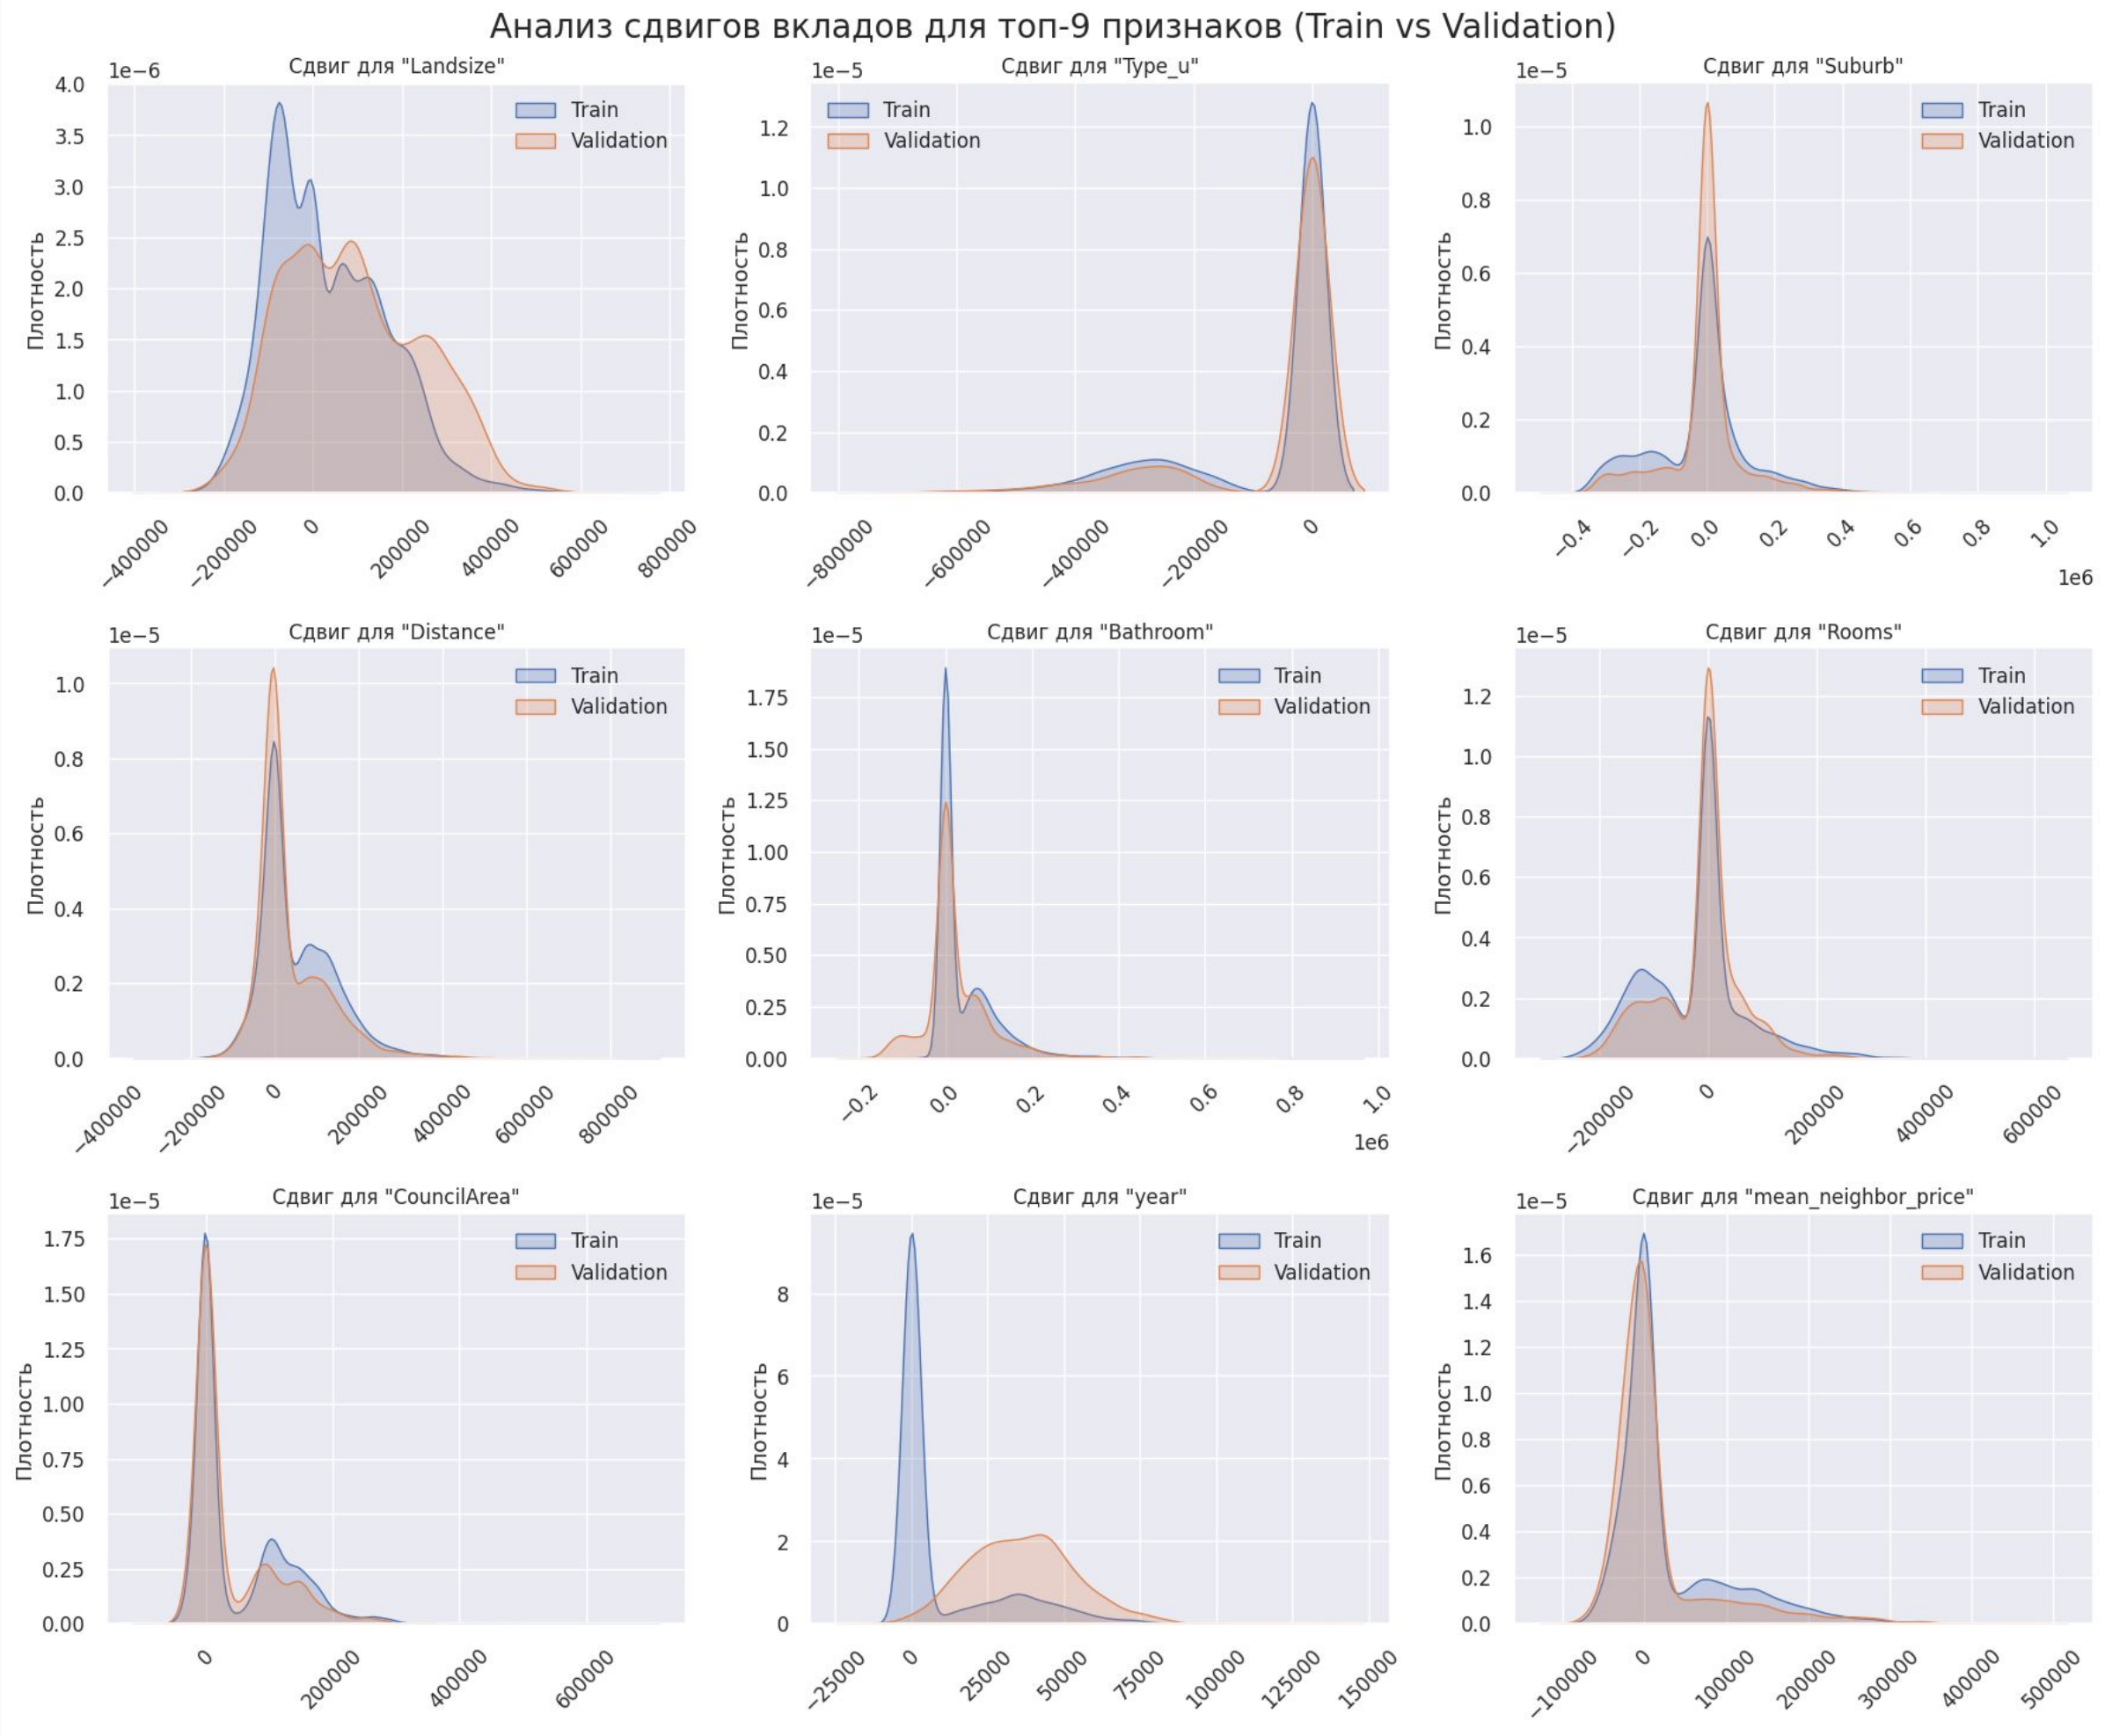 Анализ сдвигов вкладов для топ-9 признаков (Train vs Validation)
Сдвиг для "Landsize"
1e−6
Плотность
4.0
3.5
3.0
2.5
2.0
1.5
1.0
0.5
0.0
Train
Validation
−400000 −200000 0 200000 400000 600000 800000
Сдвиг для "Type_u"
1e−5
Плотность
1.2
1.0
0.8
0.6
0.4
0.2
0.0
Train
Validation
−800000 −600000 −400000 −200000 0
Сдвиг для "Suburb"
1e−5
Плотность
1.0
0.8
0.6
0.4
0.2
0.0
Train
Validation
−0.4 −0.2 0.0 0.2 0.4 0.6 0.8 1.0
1e6
Сдвиг для "Distance"
1e−5
Плотность
1.0
0.8
0.6
0.4
0.2
0.0
Train
Validation
−400000 −200000 0 200000 400000 600000 800000
Сдвиг для "Bathroom"
1e−5
Плотность
1.75
1.50
1.25
1.00
0.75
0.50
0.25
0.00
Train
Validation
−0.2 0.0 0.2 0.4 0.6 0.8 1.0
1e6
Сдвиг для "Rooms"
1e−5
Плотность
1.2
1.0
0.8
0.6
0.4
0.2
0.0
Train
Validation
−200000 0 200000 400000 600000
Сдвиг для "CouncilArea"
1e−5
Плотность
1.75
1.50
1.25
1.00
0.75
0.50
0.25
0.00
Train
Validation
0 200000 400000 600000
Сдвиг для "year"
1e−5
Плотность
8
6
4
2
0
Train
Validation
−25000 0 25000 50000 75000 100000 125000 150000
Сдвиг для "mean_neighbor_price"
1e−5
Плотность
1.6
1.4
1.2
1.0
0.8
0.6
0.4
0.2
0.0
Train
Validation
−100000 0 100000 200000 300000 400000 500000